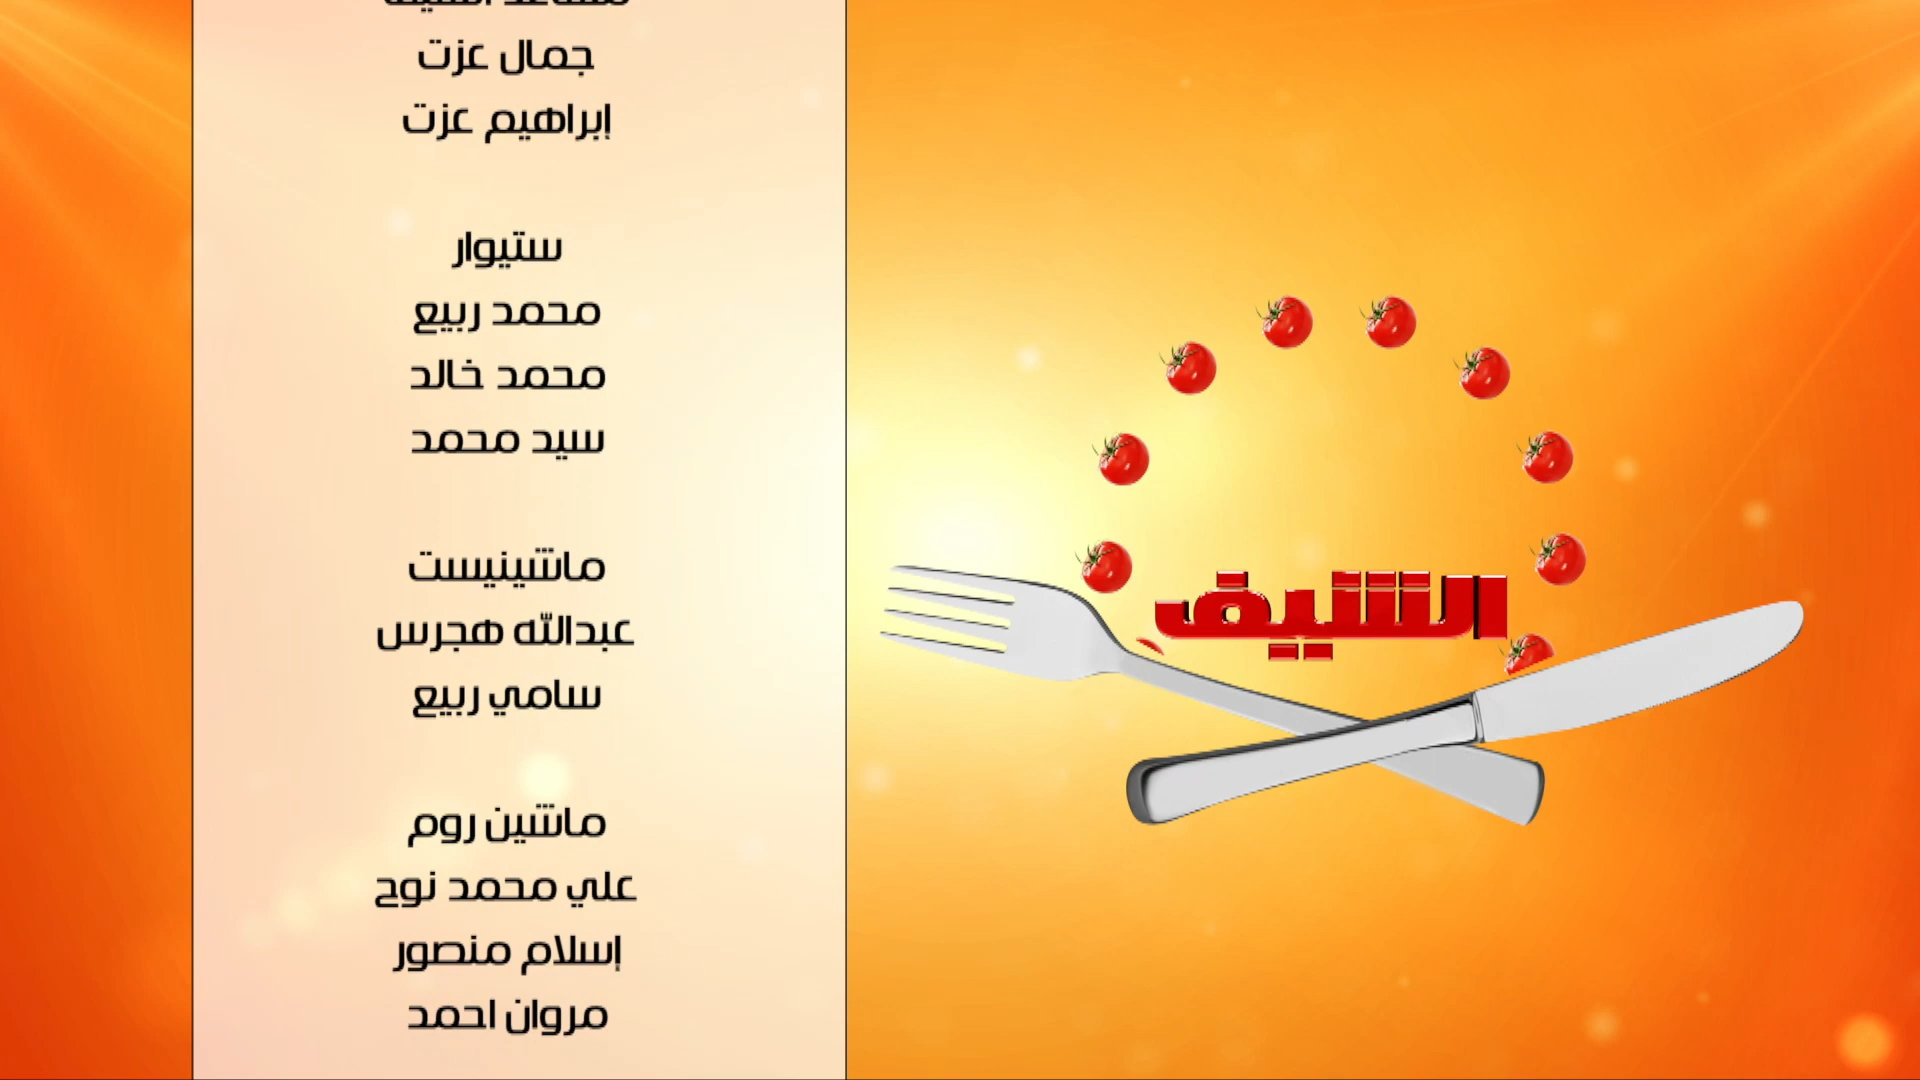 جمال عزت
إبراهيم عزت
ستيوار
محمد ربيع
محمد خالد
سيد محمد
ماشينيست
عبدالله هجرس
سامي ربيع
ماشين روم
علي محمد نوح
إسلام منصور
مروان احمد
الشيف